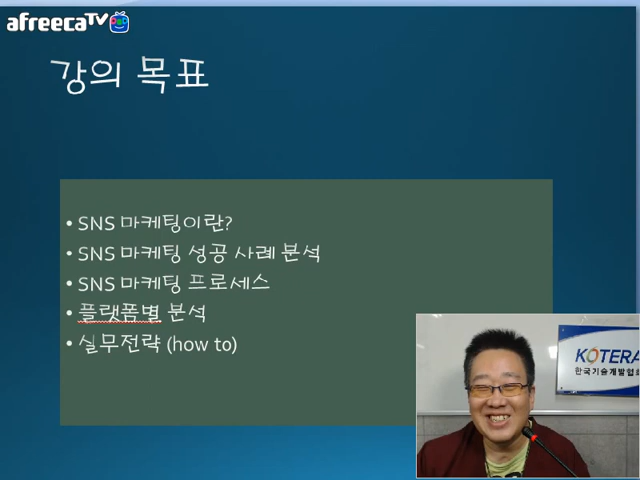 afreecaTV
강의 목표
• SNS 마케팅이란?
• SNS 마케팅 성공 사례 분석
• SNS 마케팅 프로세스
• 플랫폼별 분석
• 실무전략 (how to)
KOTERA
한국기술개발협회